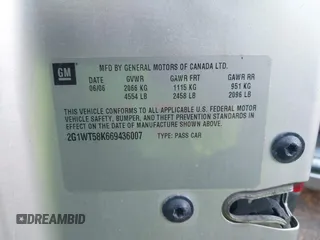 GM
MFD BY GENERAL MOTORS OF CANADA LTD.
DATE GVWR GAWR FRT GAWR RR
06/06 2066 KG 1115 KG 951 KG
4554 LB 2458 LB 2096 LB
THIS VEHICLE CONFORMS TO ALL APPLICABLE U.S. FEDERAL MOTOR
VEHICLE SAFETY, BUMPER, AND THEFT PREVENTION STANDARDS
IN EFFECT ON THE DATE OF MANUFACTURE SHOWN ABOVE.
2G1WT58K669436007 TYPE: PASS CAR
DREAMBID